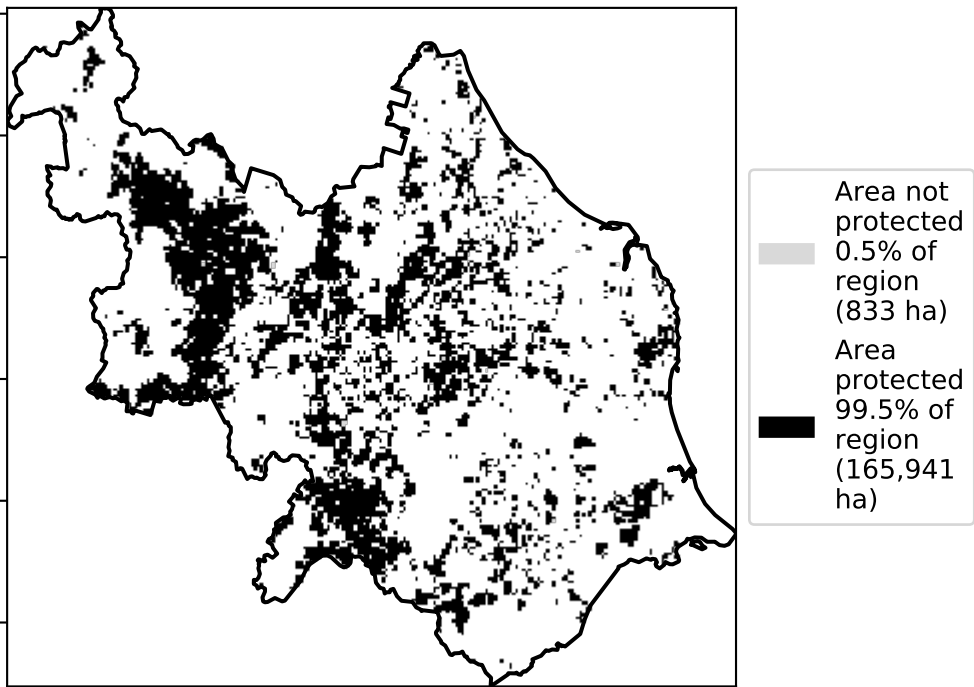 Area not
protected
0.5% of
region
(833 ha)
Area
protected
99.5% of
region
(165,941
ha)